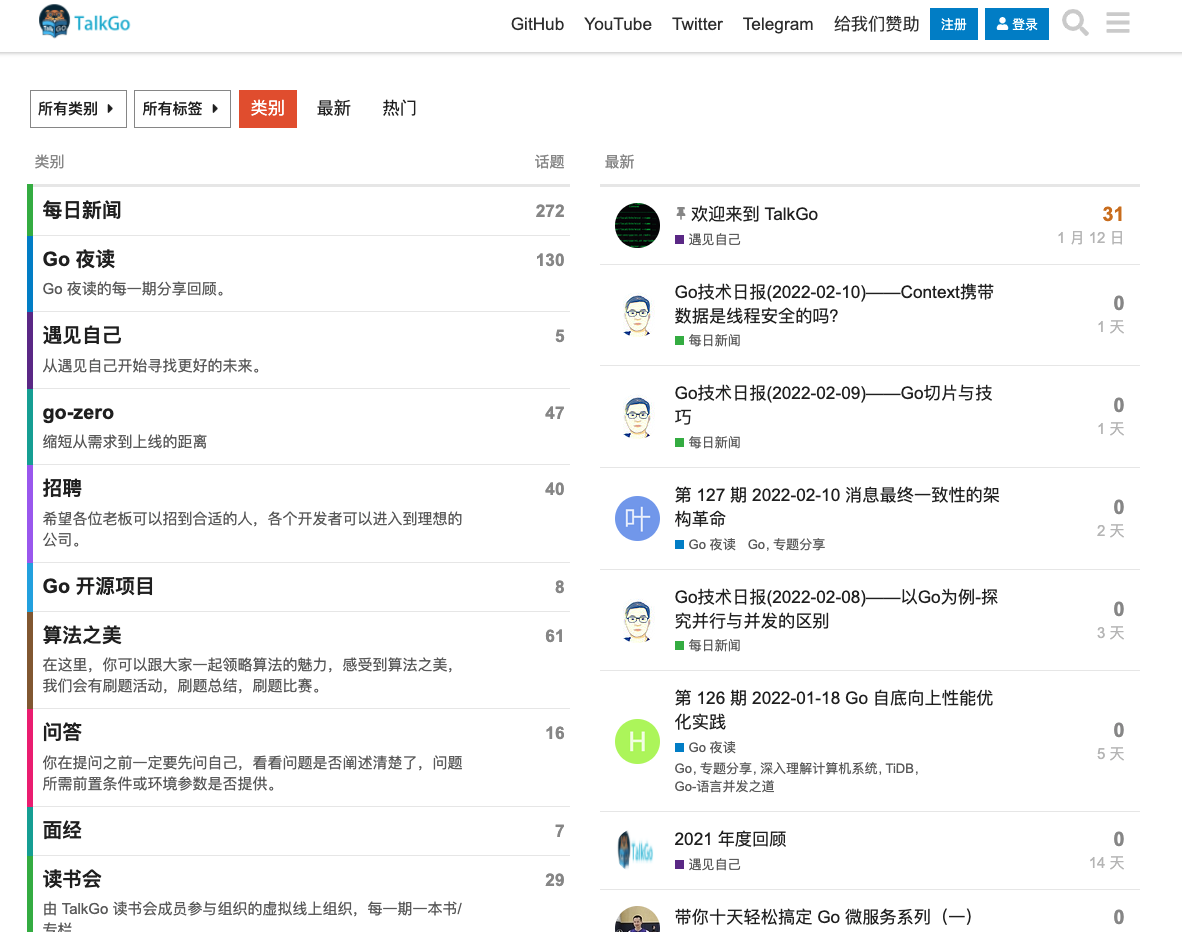 TalkGo
GitHub YouTube Twitter Telegram 给我们赞助 注册 登录
所有类别 所有标签 类别 最新 热门
类别 话题
每日新闻 272
Go 夜读 130
Go 夜读的每一期分享回顾。
遇见自己 5
从遇见自己开始寻找更好的未来。
go-zero 47
缩短从需求到上线的距离
招聘 40
希望各位老板可以招到合适的人，各个开发者可以进入到理想的
公司。
Go 开源项目 8
算法之美 61
在这里，你可以跟大家一起领略算法的魅力，感受到算法之美，
我们会有刷题活动，刷题总结，刷题比赛。
问答 16
你在提问之前一定要先问自己，看看问题是否阐述清楚了，问题
所需前置条件或环境参数是否提供。
面经 7
读书会 29
由 TalkGo 读书会成员参与组织的虚拟线上组织，每一期一本书/
专栏
最新
欢迎来到 TalkGo 31
遇见自己 1 月 12 日
Go技术日报(2022-02-10)——Context携带
数据是线程安全的吗? 0
每日新闻 1 天
Go技术日报(2022-02-09)——Go切片与技
巧 0
每日新闻 1 天
叶
第 127 期 2022-02-10 消息最终一致性的架
构革命 0
Go 夜读 Go, 专题分享 2 天
Go技术日报(2022-02-08)——以Go为例-探
究并行与并发的区别 0
每日新闻 3 天
H
第 126 期 2022-01-18 Go 自底向上性能优
化实践 0
Go 夜读 5 天
Go, 专题分享, 深入理解计算机系统, TiDB,
Go-语言并发之道
TalkGo
2021 年度回顾 0
遇见自己 14 天
带你十天轻松搞定 Go 微服务系列（一） 0